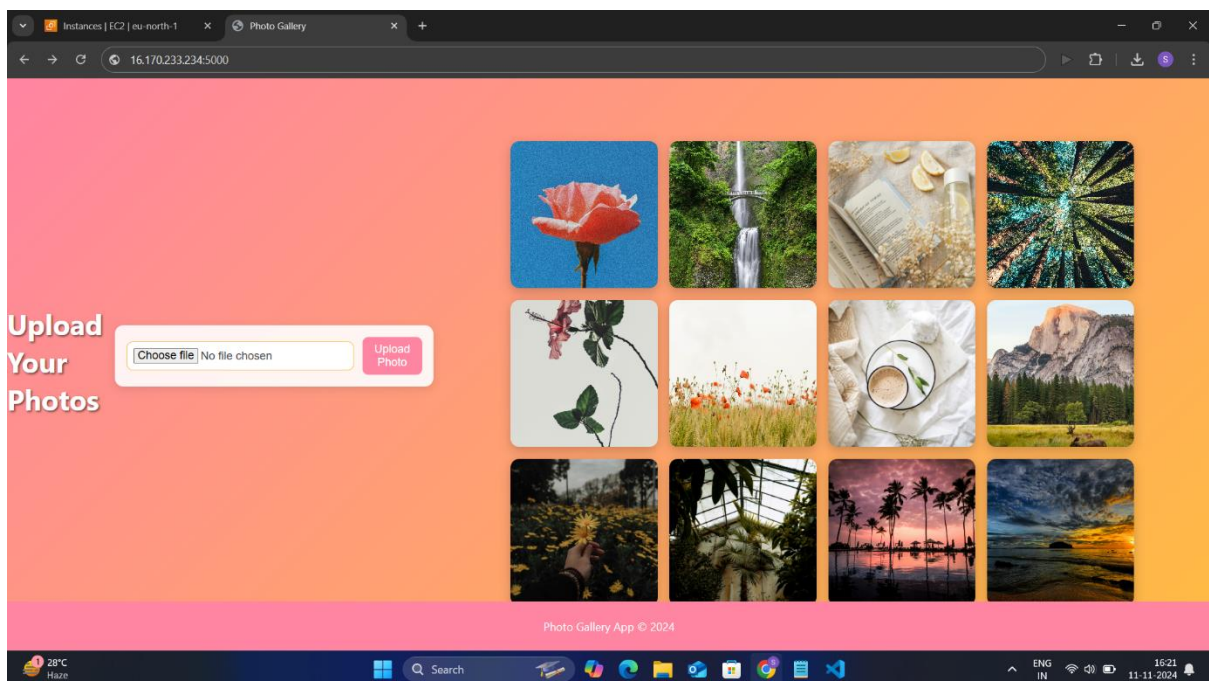 Instances | EC2 | eu-north-1
Photo Gallery
16.170.233.234:5000
S
Upload
Your
Photos
Choose file No file chosen
Upload
Photo
Photo Gallery App © 2024
1
28°C
Haze
Search
ENG
IN
16:21
11-11-2024